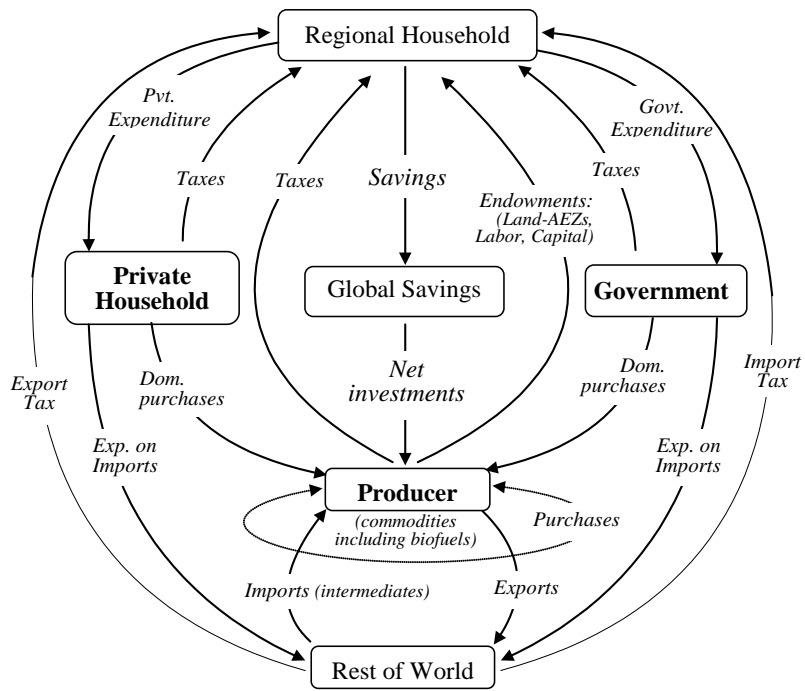 Regional Household
Pvt.
Expenditure
Govt.
Expenditure
Taxes
Taxes
Savings
Endowments:
(Land-AEZs,
Labor, Capital)
Taxes
Private
Household
Global Savings
Government
Export
Tax
Dom.
purchases
Net
investments
Dom.
purchases
Import
Tax
Exp. on
Imports
Exp. on
Imports
Producer
(commodities
including biofuels)
Purchases
Imports (intermediates)
Exports
Rest of World